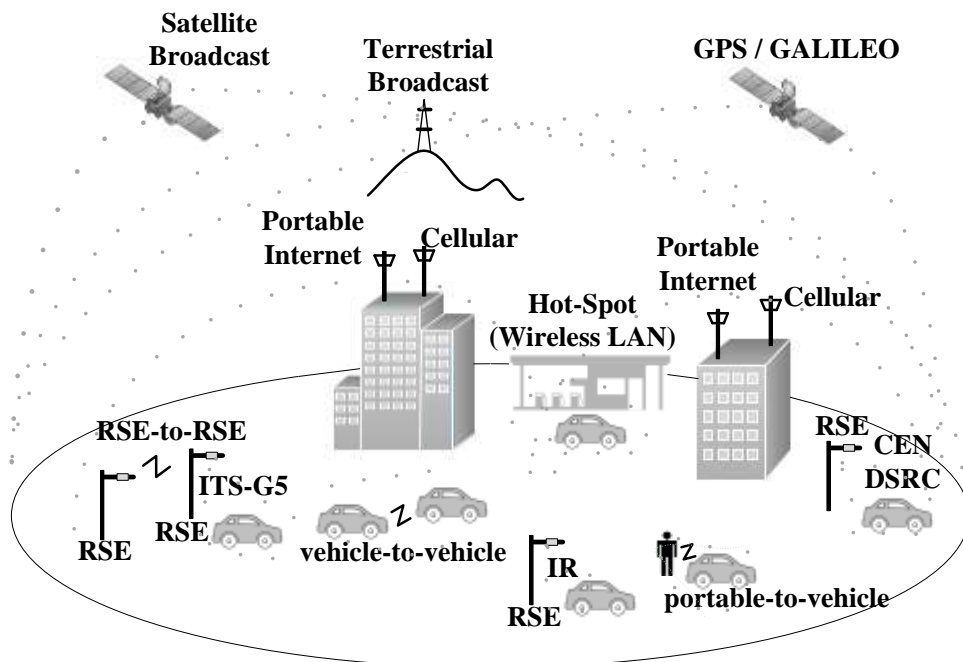 Satellite
Broadcast
Terrestrial
Broadcast
GPS / GALILEO
Portable
Internet
Cellular
Portable
Internet
Cellular
Hot-Spot
(Wireless LAN)
RSE-to-RSE
RSE
ITS-G5
RSE
vehicle-to-vehicle
IR
RSE
portable-to-vehicle
RSE
CEN
DSRC